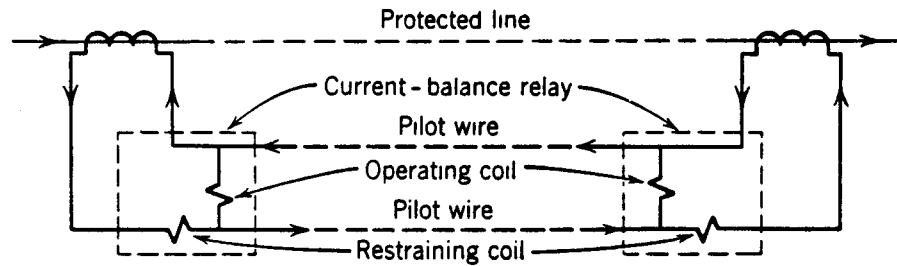 Protected line
Current-balance relay
Pilot wire
Operating coil
Pilot wire
Restraining coil